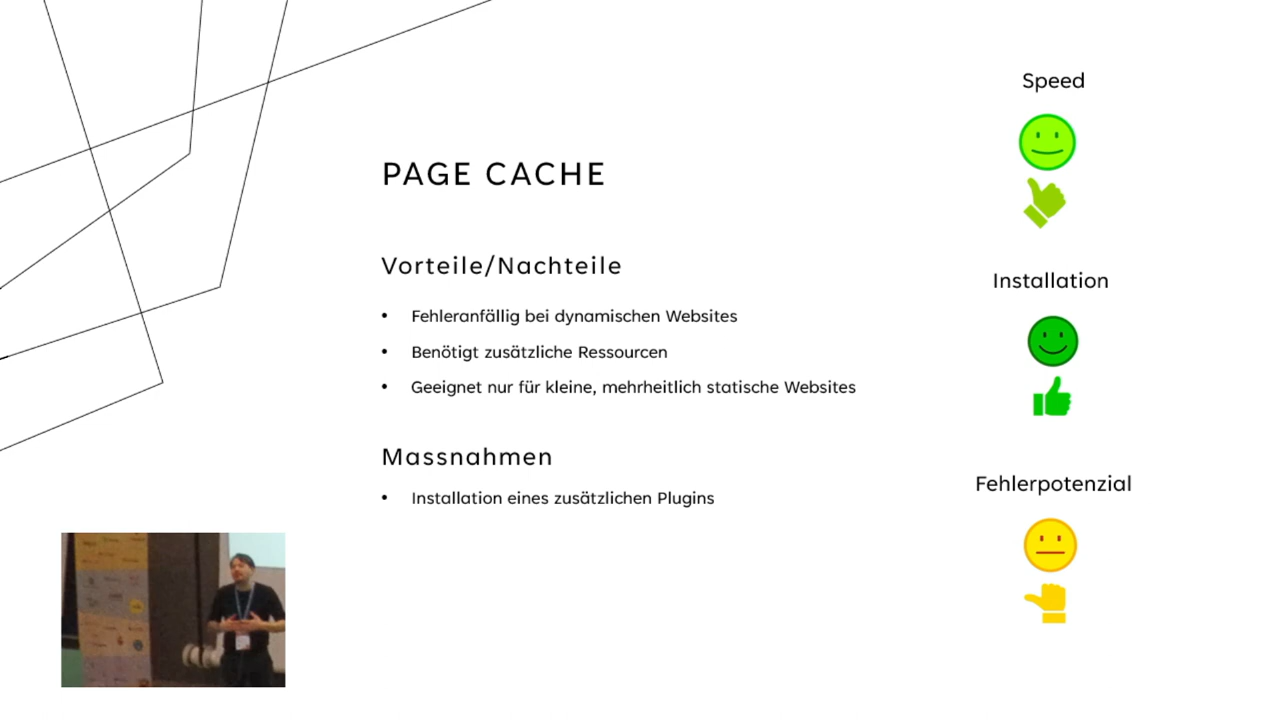 PAGE CACHE
Vorteile/Nachteile
• Fehleranfällig bei dynamischen Websites
• Benötigt zusätzliche Ressourcen
• Geeignet nur für kleine, mehrheitlich statische Websites
Massnahmen
• Installation eines zusätzlichen Plugins
Speed
Installation
Fehlerpotenzial